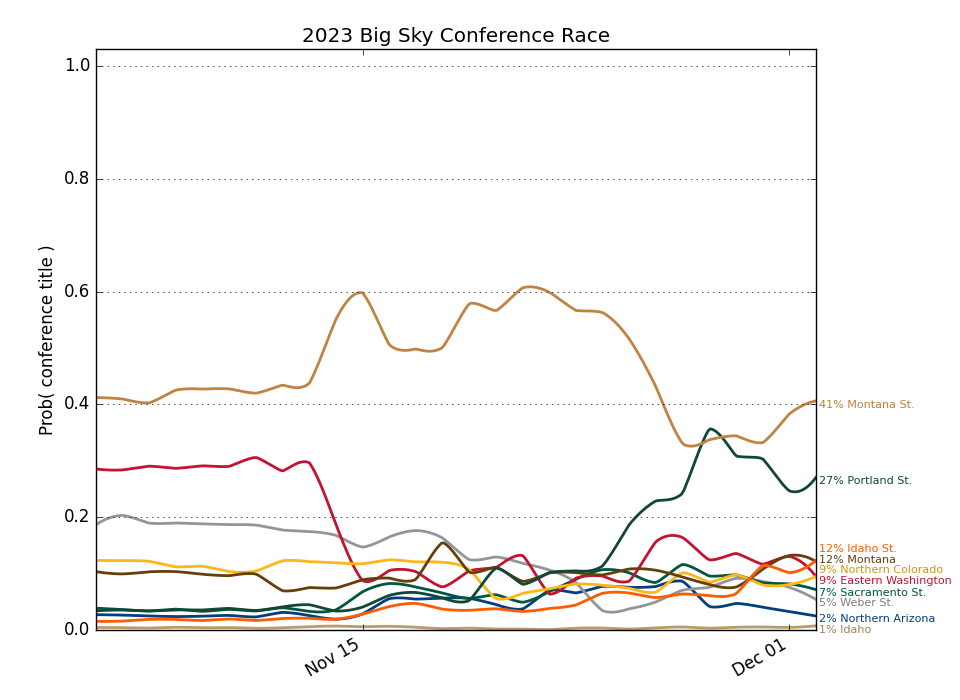 2023 Big Sky Conference Race
1.0
0.8
0.6
0.4
0.2
0.0
Prob( conference title )
Nov 15
Dec 01
41% Montana St.
27% Portland St.
12% Idaho St.
12% Montana
9% Northern Colorado
9% Eastern Washington
7% Sacramento St.
5% Weber St.
2% Northern Arizona
1% Idaho